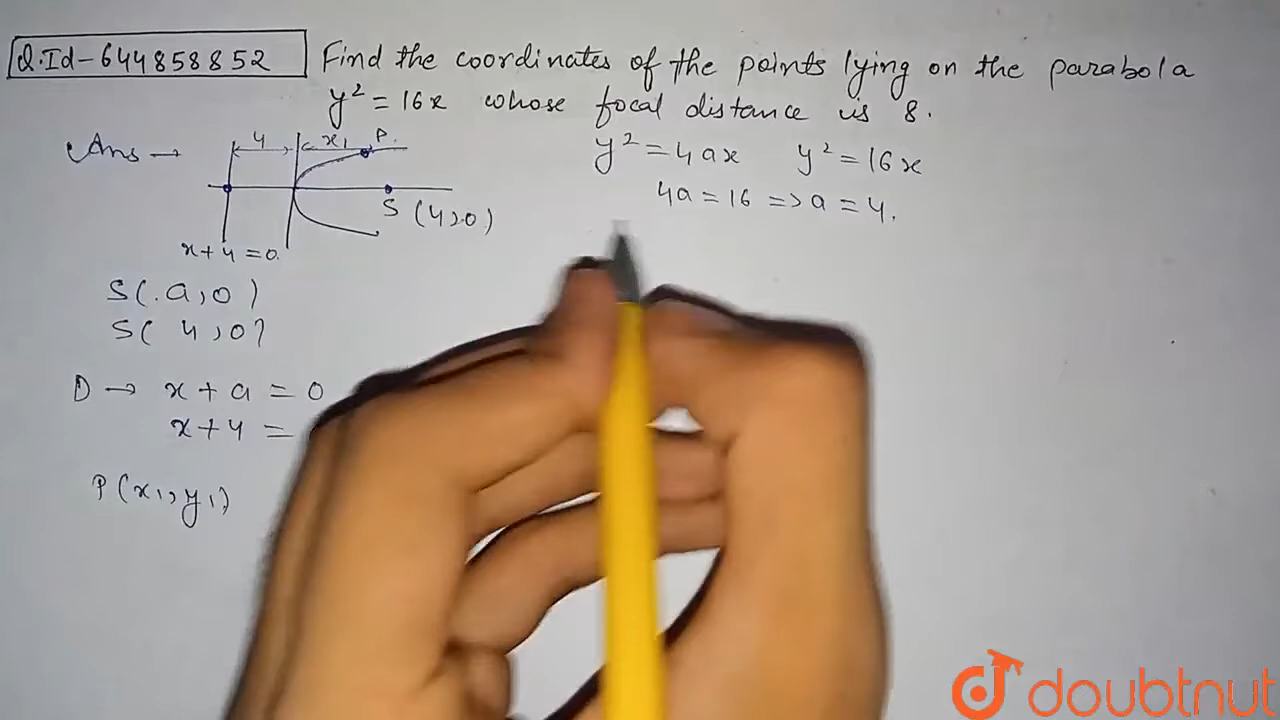 Q.Id-644858852 Find the coordinates of the points lying on the parabola
y² = 16x whose focal distance is 8.
Ans → 4 x₁ P. y² = 4ax y² = 16x
4a = 16 => a = 4.
S (4,0)
x+4=0.
S(.a,0)
S( 4,0)
D → x + a = 0
x+4 =
P(x₁,y₁)
doubtnut